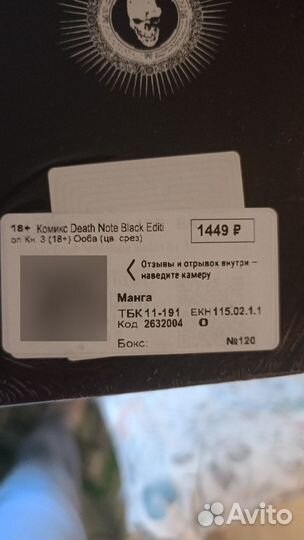 18+ Комикс Death Note Black Editi
on Кн. 3 (18+) Ооба (цв. срез)
1449 ₽
Отзывы и отрывок внутри –
наведите камеру
Манга
ТБК 11-191 ЕКН 115.02.1.1
Код 2632004 0
Бокс: №120
Avito